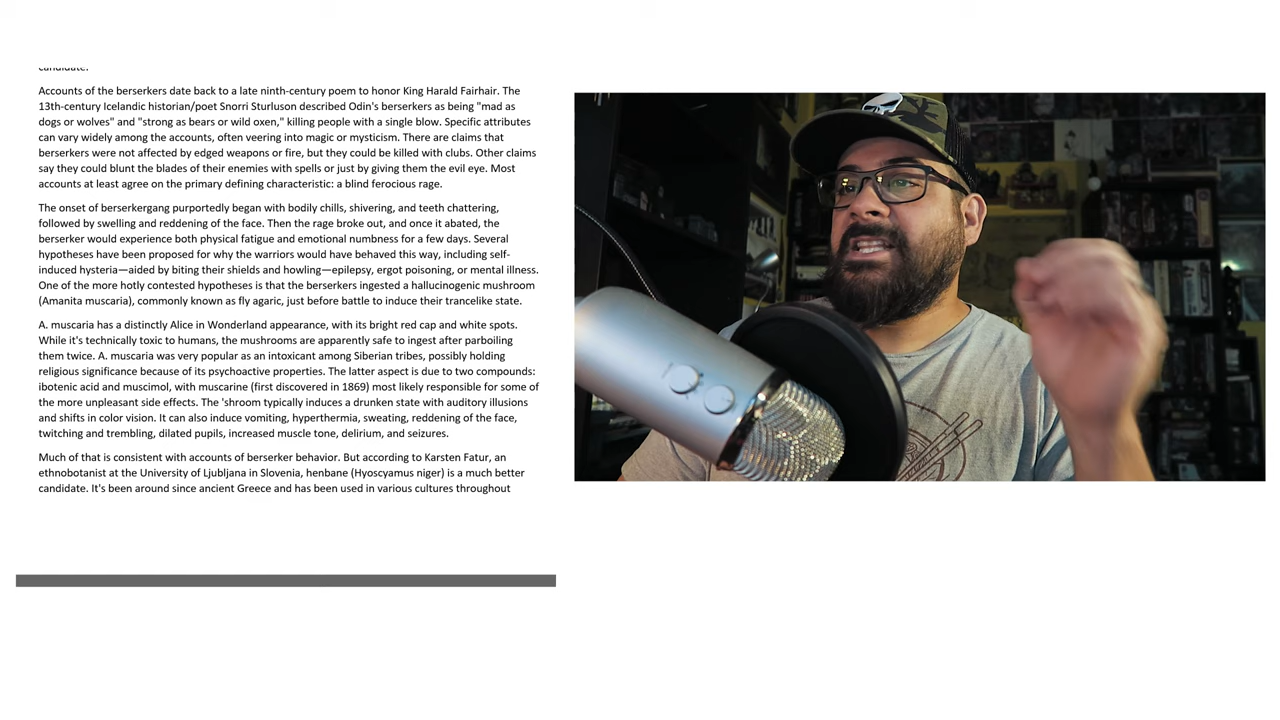 candidate.
Accounts of the berserkers date back to a late ninth-century poem to honor King Harald Fairhair. The
13th-century Icelandic historian/poet Snorri Sturluson described Odin's berserkers as being "mad as
dogs or wolves" and "strong as bears or wild oxen," killing people with a single blow. Specific attributes
can vary widely among the accounts, often veering into magic or mysticism. There are claims that
berserkers were not affected by edged weapons or fire, but they could be killed with clubs. Other claims
say they could blunt the blades of their enemies with spells or just by giving them the evil eye. Most
accounts at least agree on the primary defining characteristic: a blind ferocious rage.
The onset of berserkergang purportedly began with bodily chills, shivering, and teeth chattering,
followed by swelling and reddening of the face. Then the rage broke out, and once it abated, the
berserker would experience both physical fatigue and emotional numbness for a few days. Several
hypotheses have been proposed for why the warriors would have behaved this way, including self-
induced hysteria—aided by biting their shields and howling—epilepsy, ergot poisoning, or mental illness.
One of the more hotly contested hypotheses is that the berserkers ingested a hallucinogenic mushroom
(Amanita muscaria), commonly known as fly agaric, just before battle to induce their trancelike state.
A. muscaria has a distinctly Alice in Wonderland appearance, with its bright red cap and white spots.
While it's technically toxic to humans, the mushrooms are apparently safe to ingest after parboiling
them twice. A. muscaria was very popular as an intoxicant among Siberian tribes, possibly holding
religious significance because of its psychoactive properties. The latter aspect is due to two compounds:
ibotenic acid and muscimol, with muscarine (first discovered in 1869) most likely responsible for some of
the more unpleasant side effects. The 'shroom typically induces a drunken state with auditory illusions
and shifts in color vision. It can also induce vomiting, hyperthermia, sweating, reddening of the face,
twitching and trembling, dilated pupils, increased muscle tone, delirium, and seizures.
Much of that is consistent with accounts of berserker behavior. But according to Karsten Fatur, an
ethnobotanist at the University of Ljubljana in Slovenia, henbane (Hyoscyamus niger) is a much better
candidate. It's been around since ancient Greece and has been used in various cultures throughout